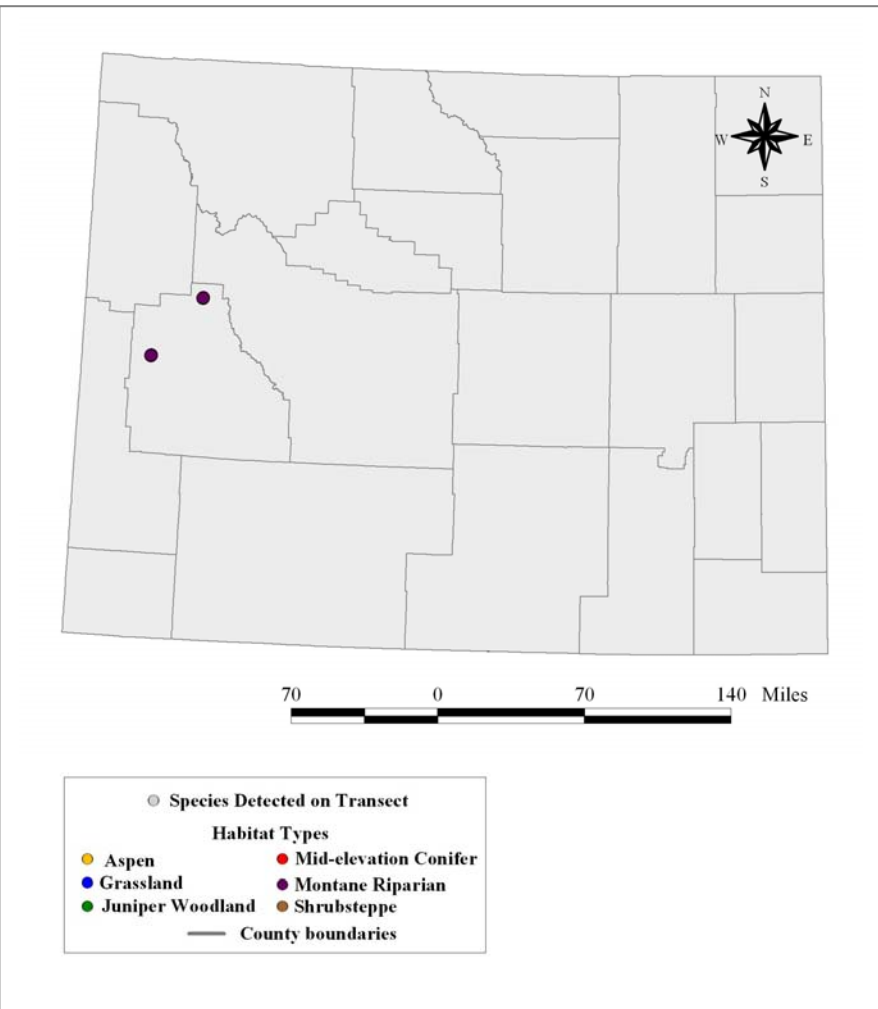 N
W E
S
70 0 70 140 Miles
Species Detected on Transect
Habitat Types
Aspen Mid-elevation Conifer
Grassland Montane Riparian
Juniper Woodland Shrubsteppe
County boundaries